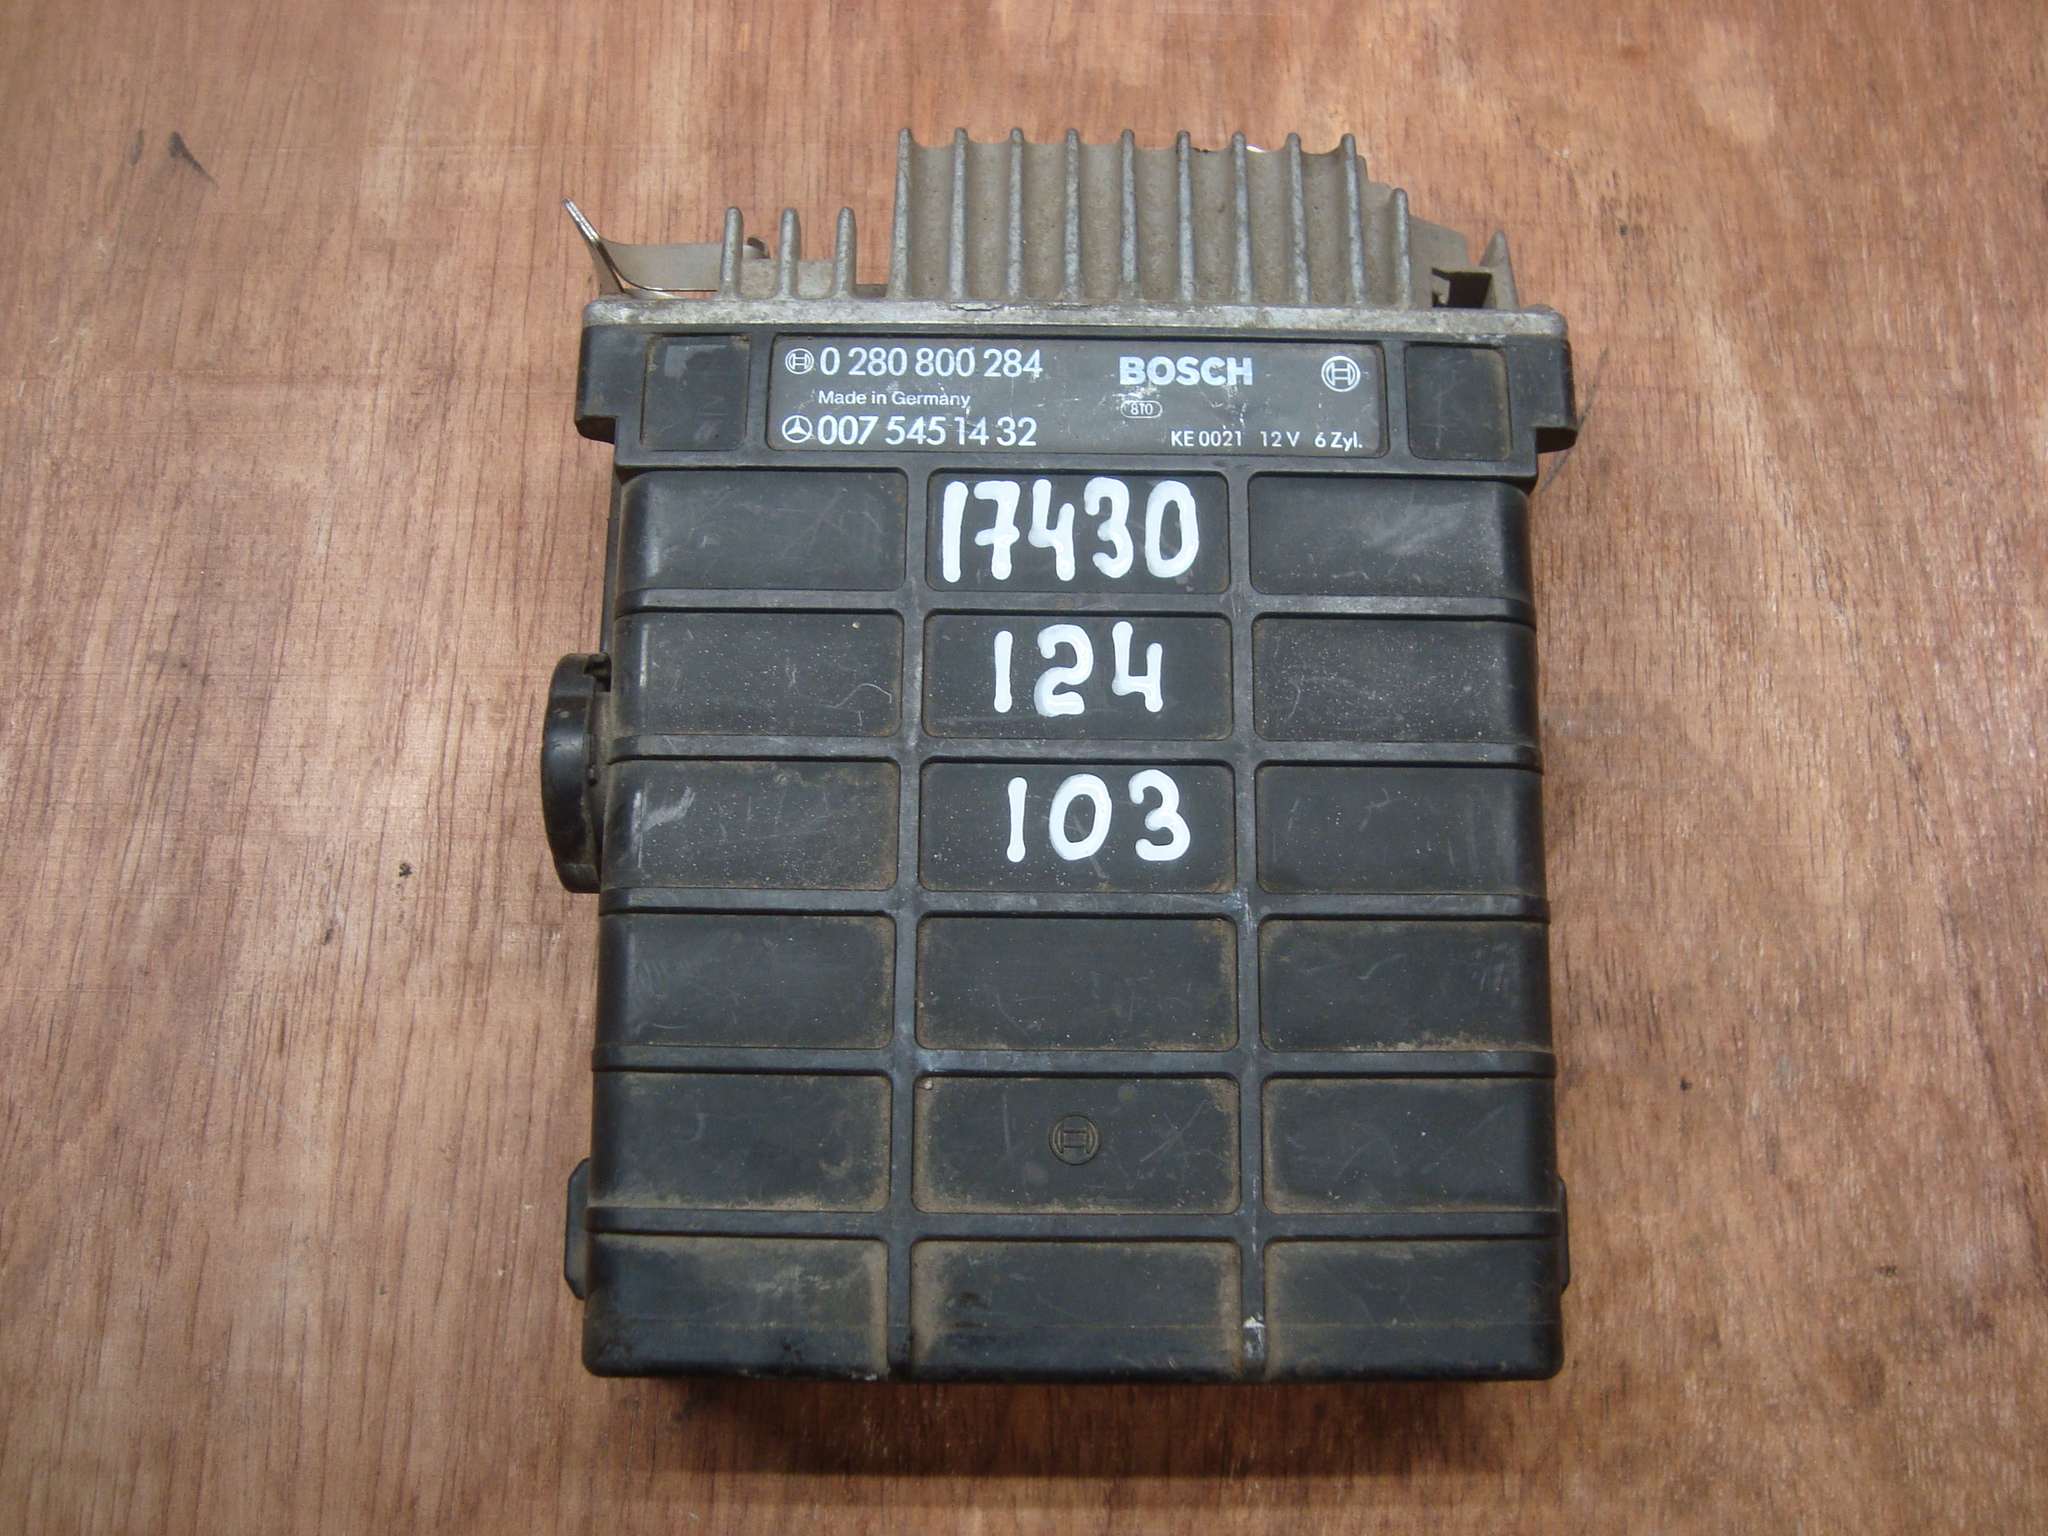 0 280 800 284 BOSCH
Made in Germany 810
007 545 14 32 KE 0021 12 V 6 Zyl.
17430
124
103